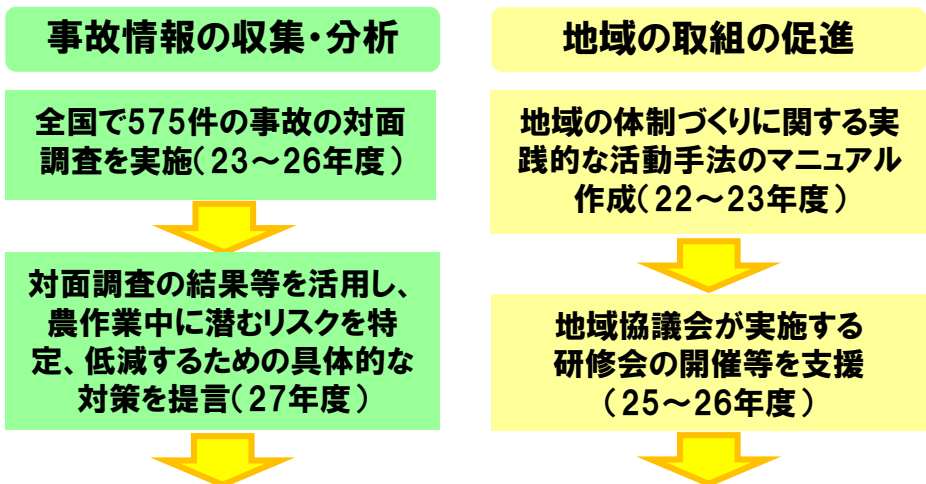 事故情報の収集・分析
全国で575件の事故の対面
調査を実施(23～26年度)
対面調査の結果等を活用し、
農作業中に潜むリスクを特
定、低減するための具体的な
対策を提言(27年度)
地域の取組の促進
地域の体制づくりに関する実
践的な活動手法のマニュアル
作成(22～23年度)
地域協議会が実施する
研修会の開催等を支援
(25～26年度)